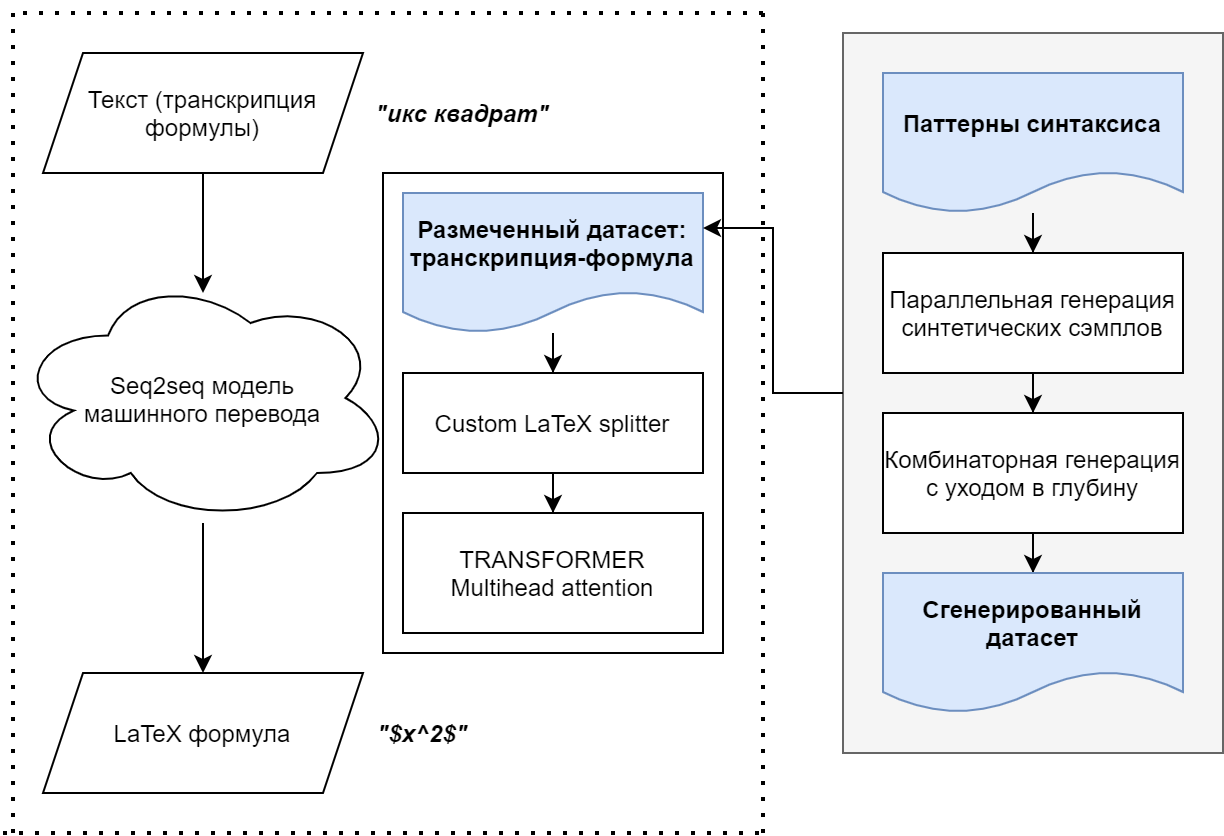 Текст (транскрипция
формулы)
"икс квадрат"
Seq2seq модель
машинного перевода
LaTeX формула
"$x^2$"
Размеченный датасет:
транскрипция-формула
Custom LaTeX splitter
TRANSFORMER
Multihead attention
Паттерны синтаксиса
Параллельная генерация
синтетических сэмплов
Комбинаторная генерация
с уходом в глубину
Сгенерированный
датасет